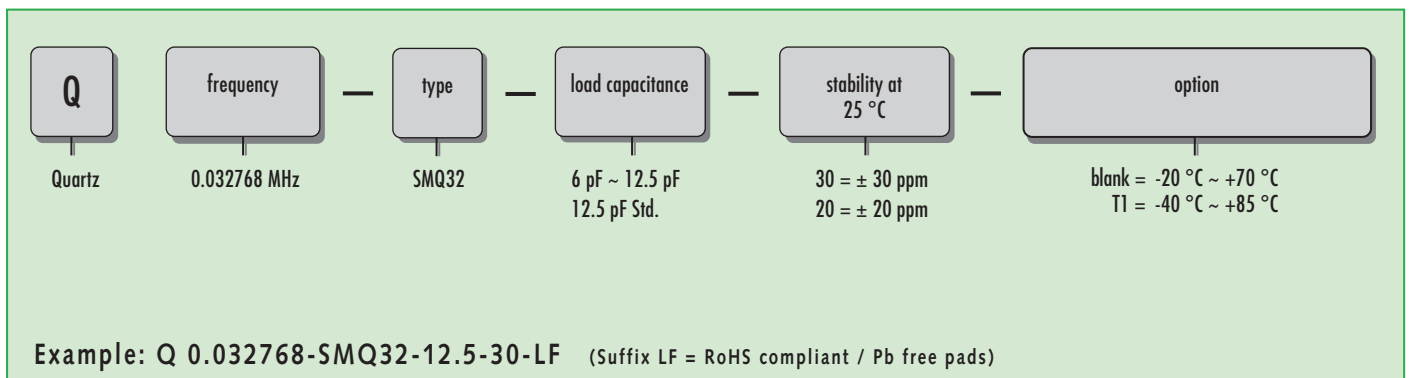 Q
frequency
—
type
—
load capacitance
—
stability at
25 °C
—
option
Quartz
0.032768 MHz
SMQ32
6 pF ~ 12.5 pF
12.5 pF Std.
30 = ± 30 ppm
20 = ± 20 ppm
blank = -20 °C ~ +70 °C
T1 = -40 °C ~ +85 °C
Example: Q 0.032768-SMQ32-12.5-30-LF (Suffix LF = RoHS compliant / Pb free pads)